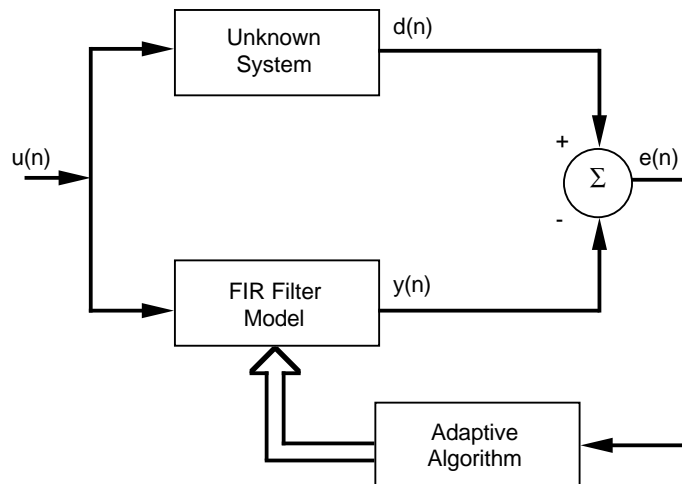 Unknown
System
d(n)
u(n)
+
Σ
e(n)
-
FIR Filter
Model
y(n)
Adaptive
Algorithm